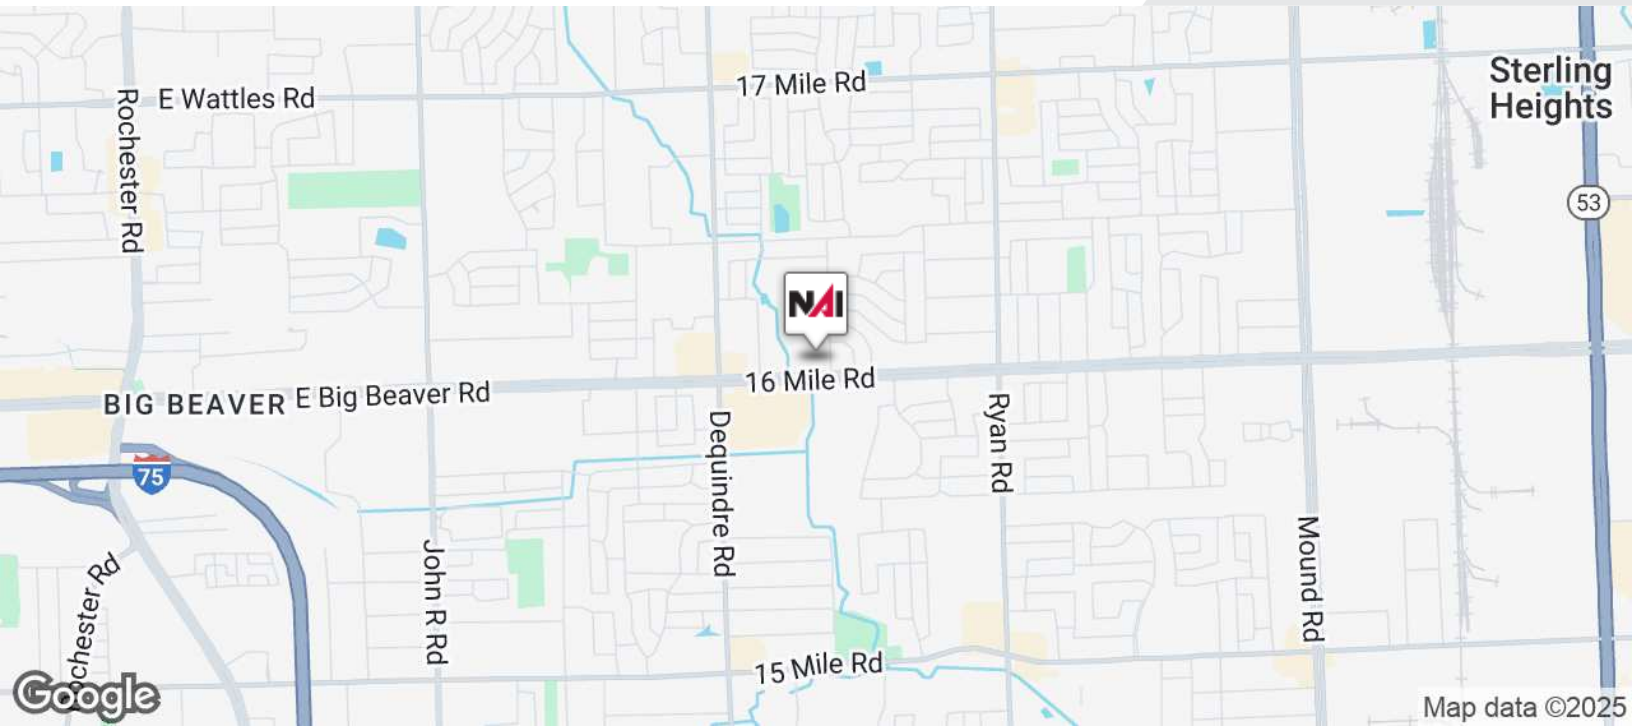 17 Mile Rd
E Wattles Rd
Sterling
Heights
Rochester Rd
53
NAI
16 Mile Rd
BIG BEAVER
E Big Beaver Rd
Dequindre Rd
Ryan Rd
75
John R Rd
Mound Rd
Rochester Rd
15 Mile Rd
Google
Map data ©2025